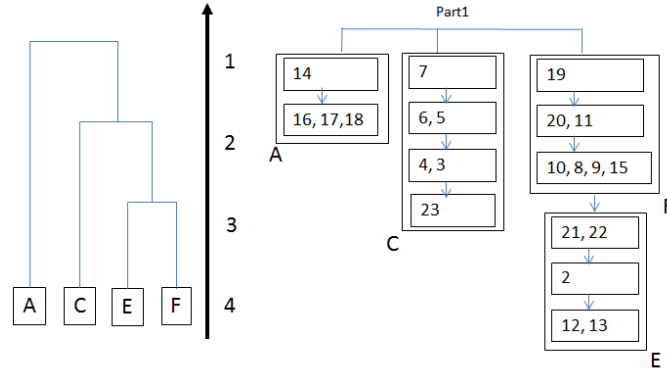 Part1
1
2
3
4
A C E F
14
16, 17,18
A
7
6, 5
4, 3
23
C
19
20, 11
10, 8, 9, 15
F
21, 22
2
12, 13
E